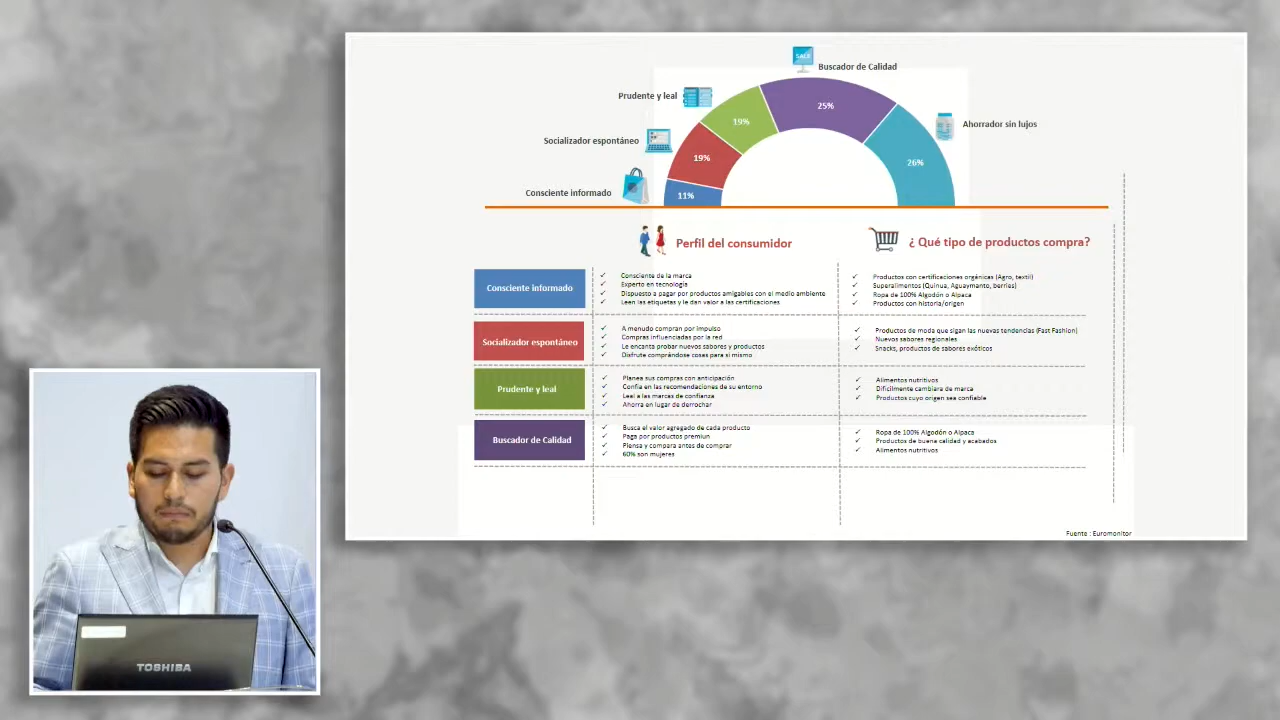 SALE
Buscador de Calidad
Prudente y leal
25%
19%
Ahorrador sin lujos
Socializador espontáneo
19%
26%
Consciente informado
11%
Perfil del consumidor
¿ Qué tipo de productos compra?
Consciente informado
Consciente de la marca
Experto en tecnología
Dispuesto a pagar por productos amigables con el medio ambiente
Leen las etiquetas y le dan valor a las certificaciones
Productos con certificaciones orgánicas (Agro, textil)
Superalimentos (Quinua, Aguaymanto, berries)
Ropa de 100% Algodón o Alpaca
Productos con historia/origen
Socializador espontáneo
A menudo compran por impulso
Compras influenciadas por la red
Le encanta probar nuevos sabores y productos
Disfrute comprándose cosas para si mismo
Productos de moda que sigan las nuevas tendencias (Fast Fashion)
Nuevos sabores regionales
Snacks, productos de sabores exóticos
Prudente y leal
Planea sus compras con anticipación
Confia en las recomendaciones de su entorno
Leal a las marcas de confianza
Ahorra en lugar de derrochar
Alimentos nutritivos
Difícilmente cambiara de marca
Productos cuyo origen sea confiable
Buscador de Calidad
Busca el valor agregado de cada producto
Paga por productos premiun
Piensa y compara antes de comprar
60% son mujeres
Ropa de 100% Algodón o Alpaca
Productos de buena calidad y acabados
Alimentos nutritivos
Fuente : Euromonitor
TOSHIBA